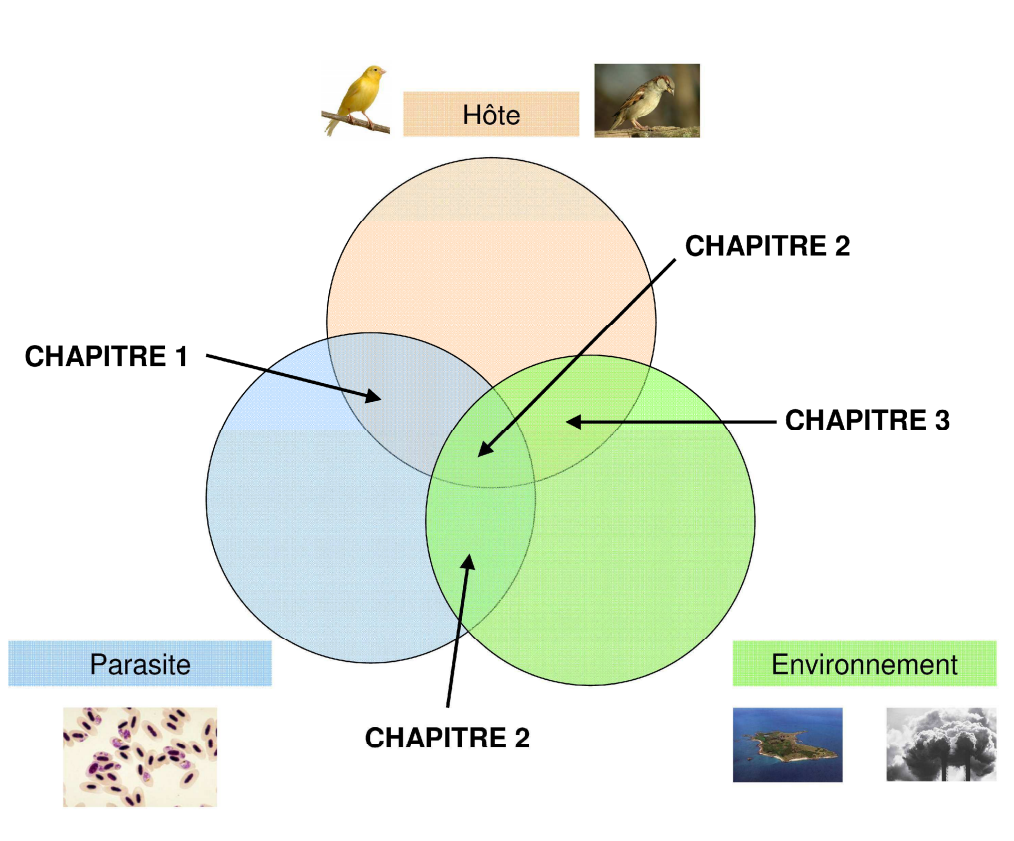 Hôte
CHAPITRE 2
CHAPITRE 1
CHAPITRE 3
Parasite
Environnement
CHAPITRE 2